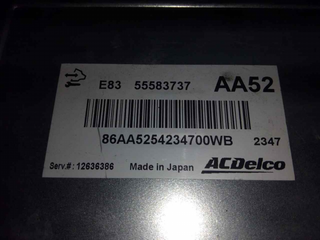 E83 55583737 AA52
86AA5254234700WB 2347
Serv.#: 12636386 Made in Japan ACDelco